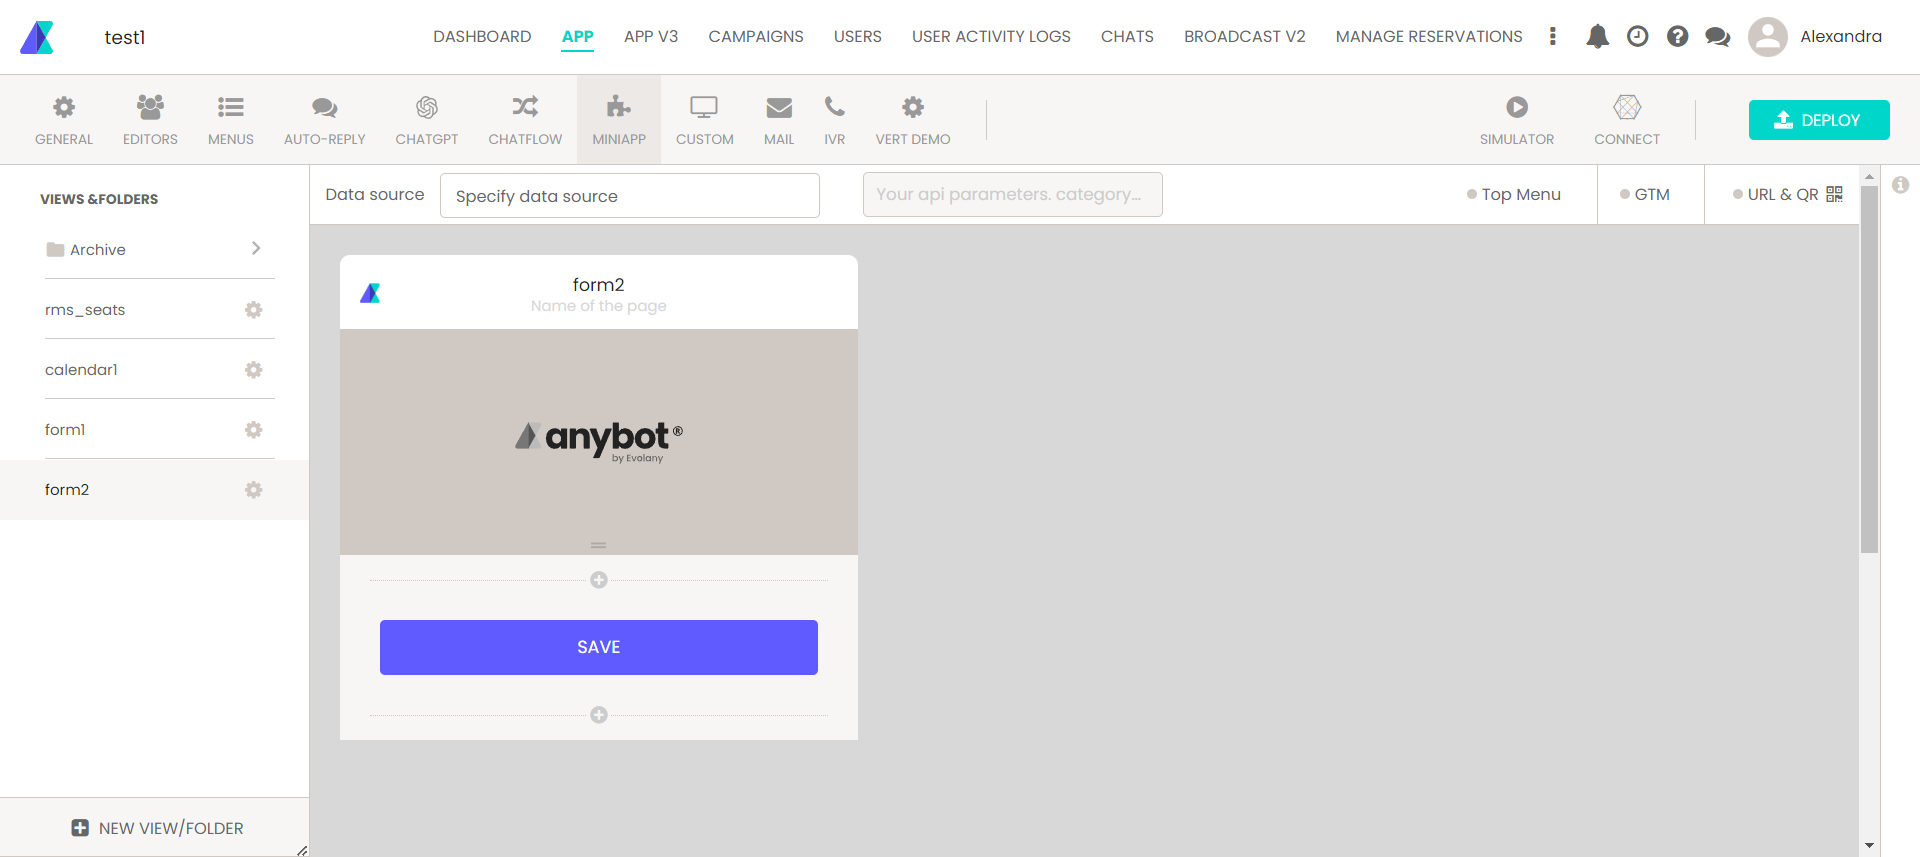 test1
DASHBOARD APP APP V3 CAMPAIGNS USERS USER ACTIVITY LOGS CHATS BROADCAST V2 MANAGE RESERVATIONS
Alexandra
GENERAL EDITORS MENUS AUTO-REPLY CHATGPT CHATFLOW MINIAPP CUSTOM MAIL IVR VERT DEMO SIMULATOR CONNECT DEPLOY
VIEWS &FOLDERS
Archive
rms_seats
calendar1
form1
form2
NEW VIEW/FOLDER
Data source Specify data source Your api parameters. category... Top Menu GTM URL & QR
form2
Name of the page
anybot ®
by Evolany
SAVE